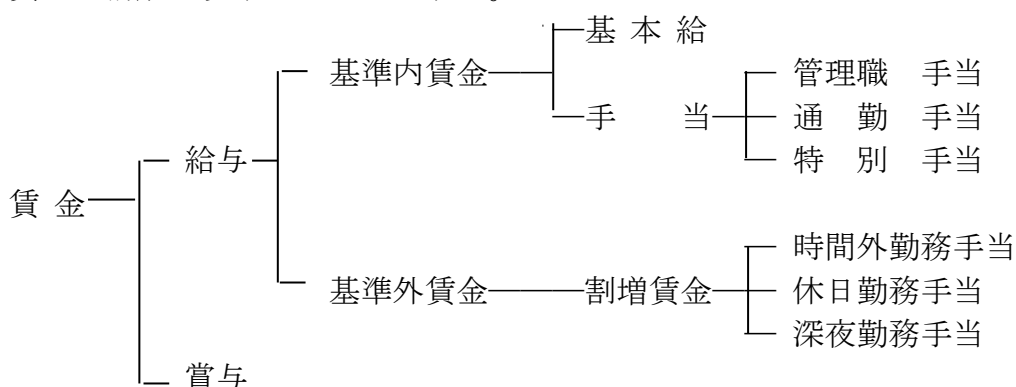 基 本 給
基準内賃金
管理職 手当
手 当
通 勤 手当
給与
特 別 手当
賃 金
時間外勤務手当
基準外賃金
割増賃金
休日勤務手当
深夜勤務手当
賞与